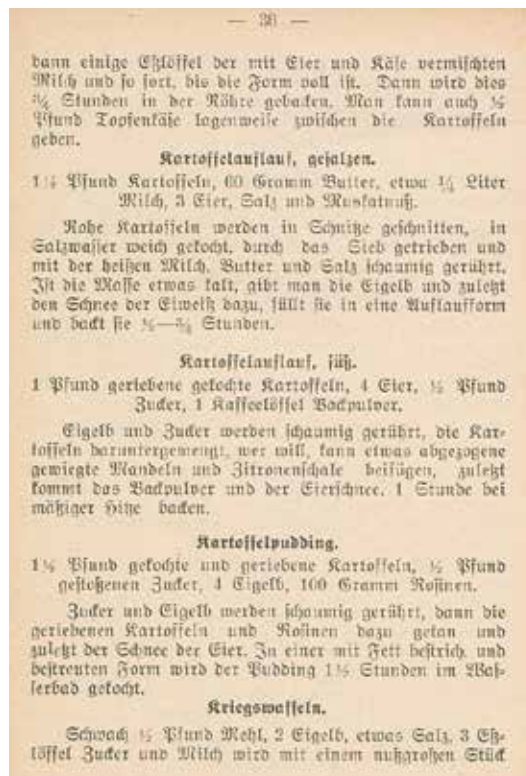 — 36 —
dann einige Eßlöffel der mit Eier und Käse vermischten
Milch und so fort, bis die Form voll ist. Dann wird dies
¾ Stunden in der Röhre gebacken. Man kann auch ½
Pfund Topfenkäse lagenweise zwischen die Kartoffeln
geben.
Kartoffelauflauf, gesalzen.
1½ Pfund Kartoffeln, 60 Gramm Butter, etwa ¼ Liter
Milch, 3 Eier, Salz und Muskatnuß.
Rohe Kartoffeln werden in Schnitze geschnitten, in
Salzwasser weich gekocht, durch das Sieb getrieben und
mit der heißen Milch, Butter und Salz schaumig gerührt.
Ist die Masse etwas kalt, gibt man die Eigelb und zuletzt
den Schnee der Eiweiß dazu, füllt sie in eine Auflaufform
und backt sie ½—¾ Stunden.
Kartoffelauflauf, süß.
1 Pfund geriebene gekochte Kartoffeln, 4 Eier, ½ Pfund
Zucker, 1 Kaffeelöffel Backpulver.
Eigelb und Zucker werden schaumig gerührt, die Kar-
toffeln daruntergemengt, wer will, kann etwas abgezogene
gewiegte Mandeln und Zitronenschale beifügen, zuletzt
kommt das Backpulver und der Eierschnee. 1 Stunde bei
mäßiger Hitze backen.
Kartoffelpudding.
1½ Pfund gekochte und geriebene Kartoffeln, ½ Pfund
gestoßenen Zucker, 4 Eigelb, 100 Gramm Rosinen.
Zucker und Eigelb werden schaumig gerührt, dann die
geriebenen Kartoffeln und Rosinen dazu getan und
zuletzt der Schnee der Eier. In einer mit Fett bestrich. und
bestreuten Form wird der Pudding 1½ Stunden im Was-
serbad gekocht.
Kriegswaffeln.
Schwach ½ Pfund Mehl, 2 Eigelb, etwas Salz, 3 Eß-
löffel Zucker und Milch wird mit einem nußgroßen Stück